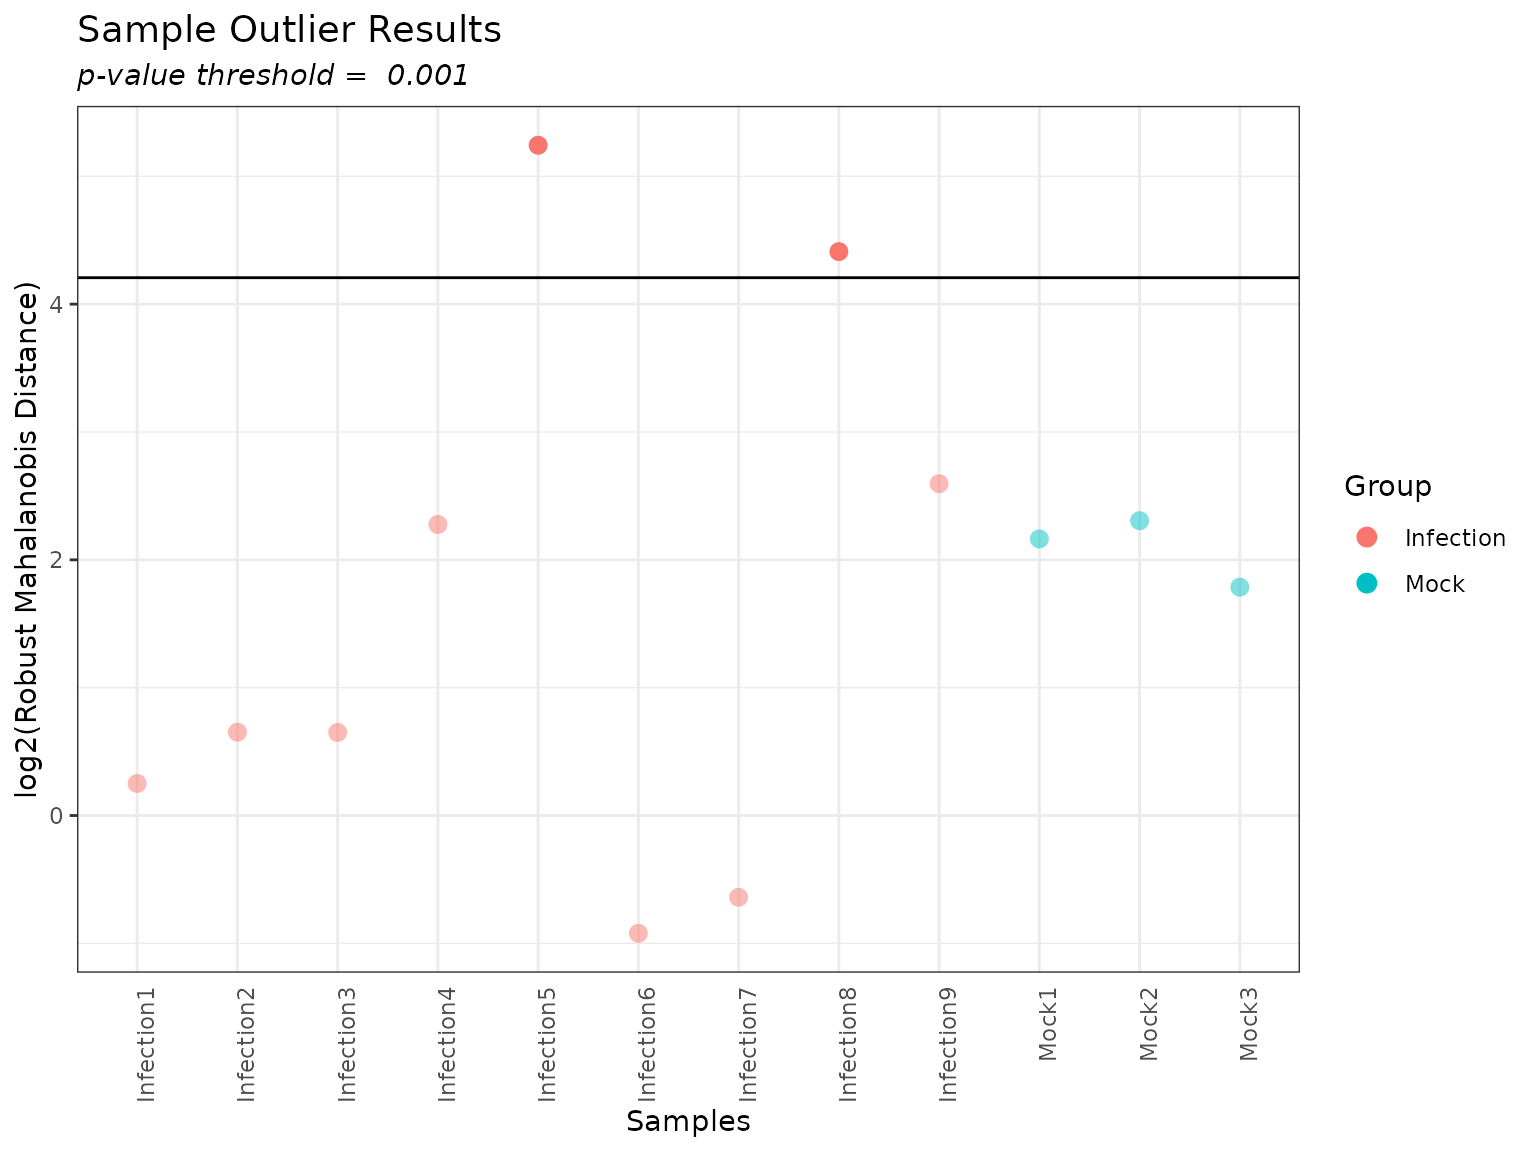 Sample Outlier Results
p-value threshold =  0.001
log2(Robust Mahalanobis Distance)
4
2
0
Infection1
Infection2
Infection3
Infection4
Infection5
Infection6
Infection7
Infection8
Infection9
Mock1
Mock2
Mock3
Samples
Group
Infection
Mock